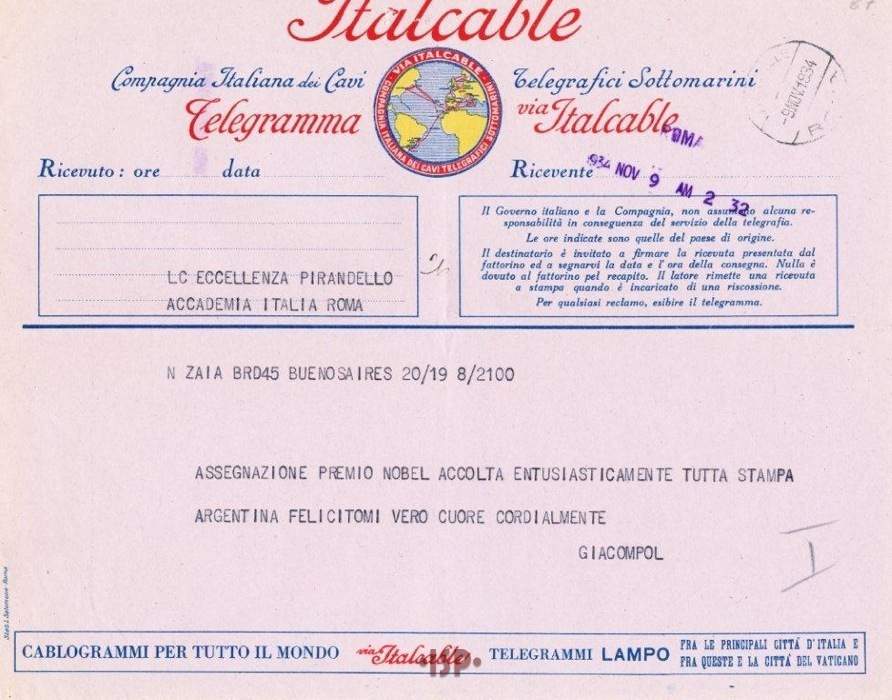 Italcable
Compagnia Italiana dei Cavi Telegrafici Sottomarini
VIA ITALCABLE
COMPAGNIA ITALIANA DEI CAVI TELEGRAFICI SOTTOMARINI
Telegramma via Italcable
-9NOV.1934
ROMA
1934 NOV 9 AM 2 32
Ricevuto: ore data
Ricevente
LC ECCELLENZA PIRANDELLO
ACCADEMIA ITALIA ROMA
Il Governo italiano e la Compagnia, non assumono alcuna re-
sponsabilità in conseguenza del servizio della telegrafia.
Le ore indicate sono quelle del paese di origine.
Il destinatario è invitato a firmare la ricevuta presentata dal
fattorino ed a segnarvi la data e l'ora della consegna. Nulla è
dovuto al fattorino pel recapito. Il latore rimette una ricevuta
a stampa quando è incaricato di una riscossione.
Per qualsiasi reclamo, esibire il telegramma.
N ZAIA BRD45 BUENOSAIRES 20/19 8/2100
ASSEGNAZIONE PREMIO NOBEL ACCOLTA ENTUSIASTICAMENTE TUTTA STAMPA
ARGENTINA FELICITOMI VERO CUORE CORDIALMENTE
GIACOMPOL
I
CABLOGRAMMI PER TUTTO IL MONDO via Italcable TELEGRAMMI LAMPO
FRA LE PRINCIPALI CITTÁ D'ITALIA E
FRA QUESTE E LA CITTÁ DEL VATICANO